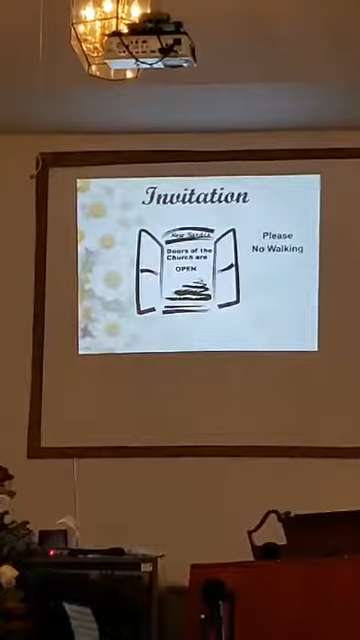 Invitation
Doors of the
Church are
OPEN
Please
No Walking